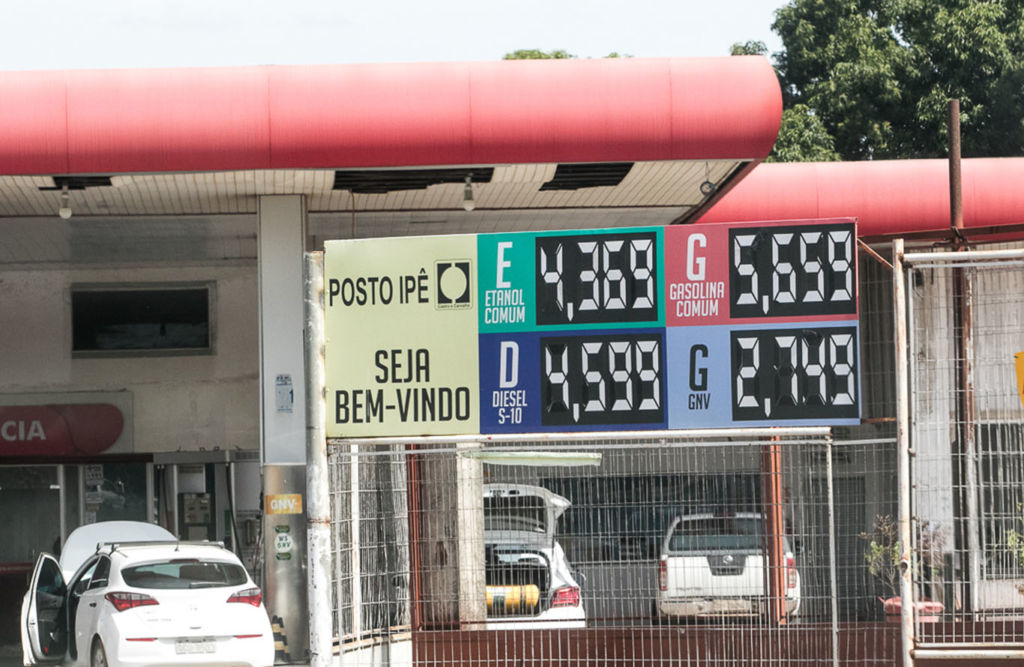 POSTO IPÊ
SEJA
BEM-VINDO
E
ETANOL
COMUM
4,369
G
GASOLINA
COMUM
5,659
D
DIESEL
S-10
4,599
G
GNV
2,749
CIA
GNV